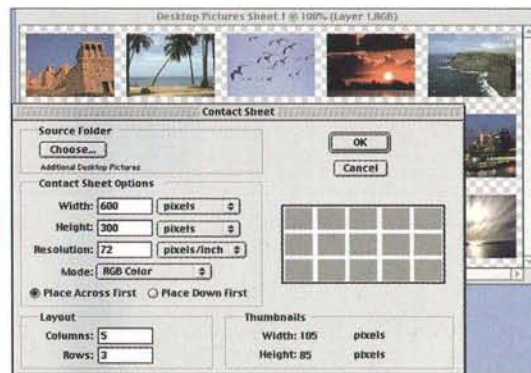 Desktop Pictures Sheet 1 @ 100% (Layer 1,RGB)
Contact Sheet
Source Folder
Choose...
Additional Desktop Pictures
OK
Cancel
Contact Sheet Options
Width: 600 pixels
Height: 300 pixels
Resolution: 72 pixels/inch
Mode: RGB Color
Place Across First Place Down First
Layout
Columns: 5
Rows: 3
Thumbnails
Width: 105 pixels
Height: 85 pixels